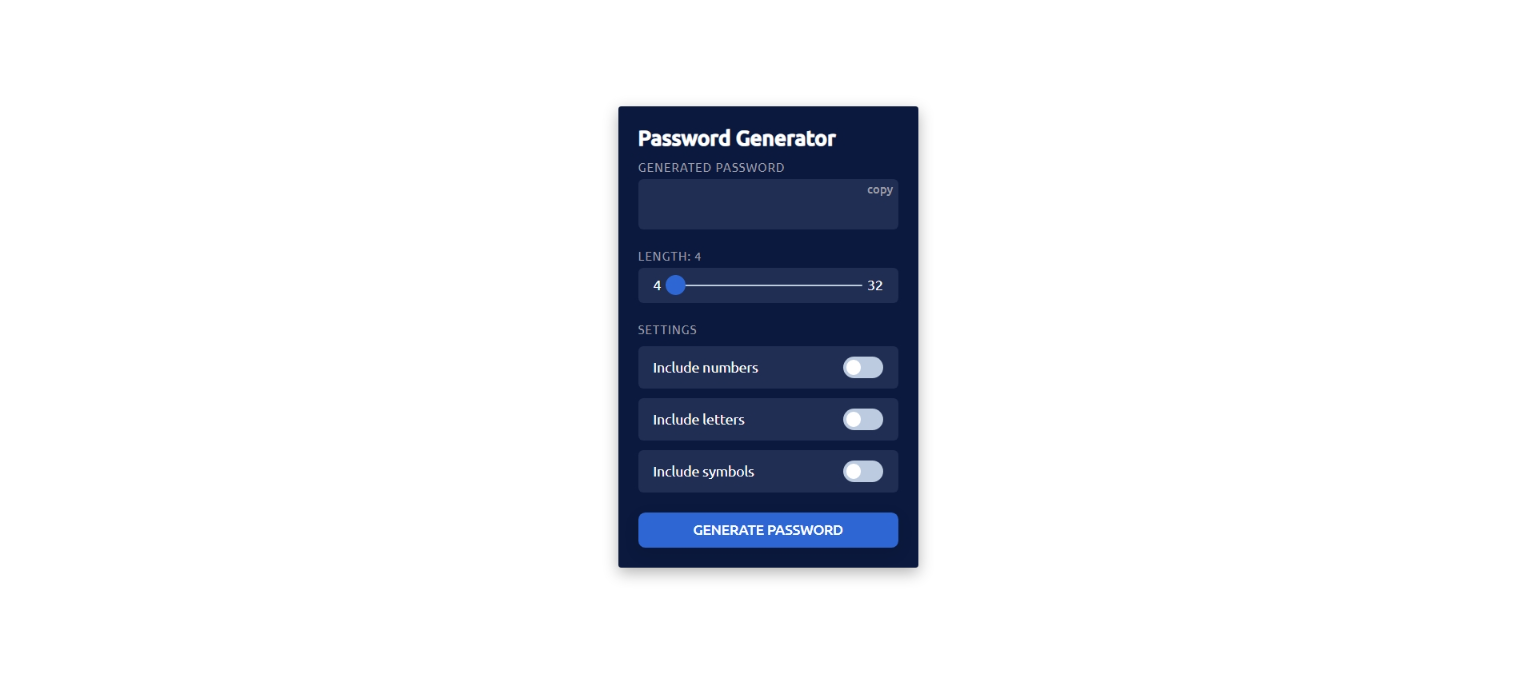 Password Generator
GENERATED PASSWORD
copy
LENGTH: 4
4 32
SETTINGS
Include numbers
Include letters
Include symbols
GENERATE PASSWORD